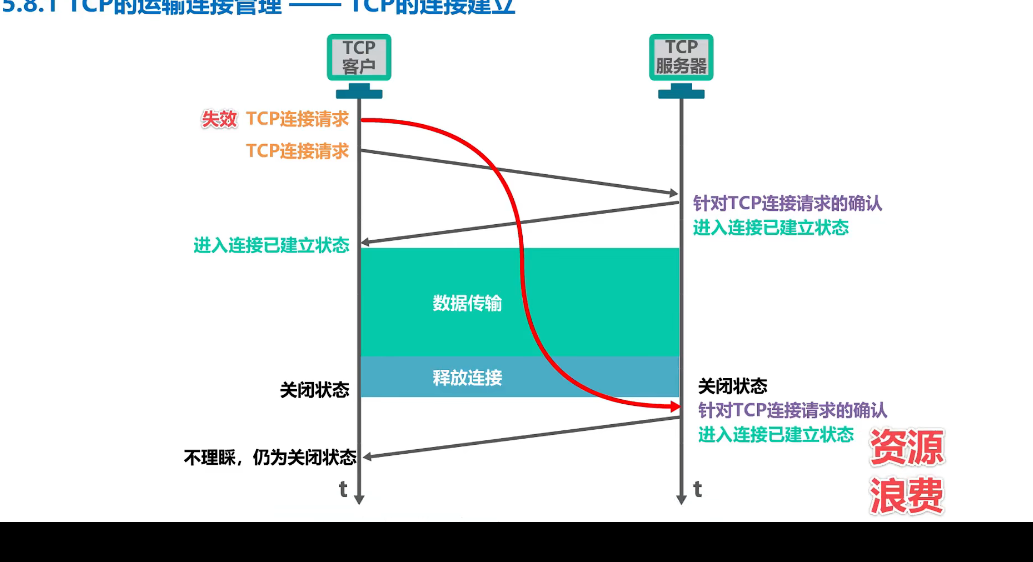 5.8.1 TCP的运输连接管理 —— TCP的连接建立
TCP
客户
TCP
服务器
失效 TCP连接请求
TCP连接请求
针对TCP连接请求的确认
进入连接已建立状态
进入连接已建立状态
数据传输
释放连接
关闭状态
关闭状态
针对TCP连接请求的确认
进入连接已建立状态
不理睬，仍为关闭状态
资源
浪费
t
t